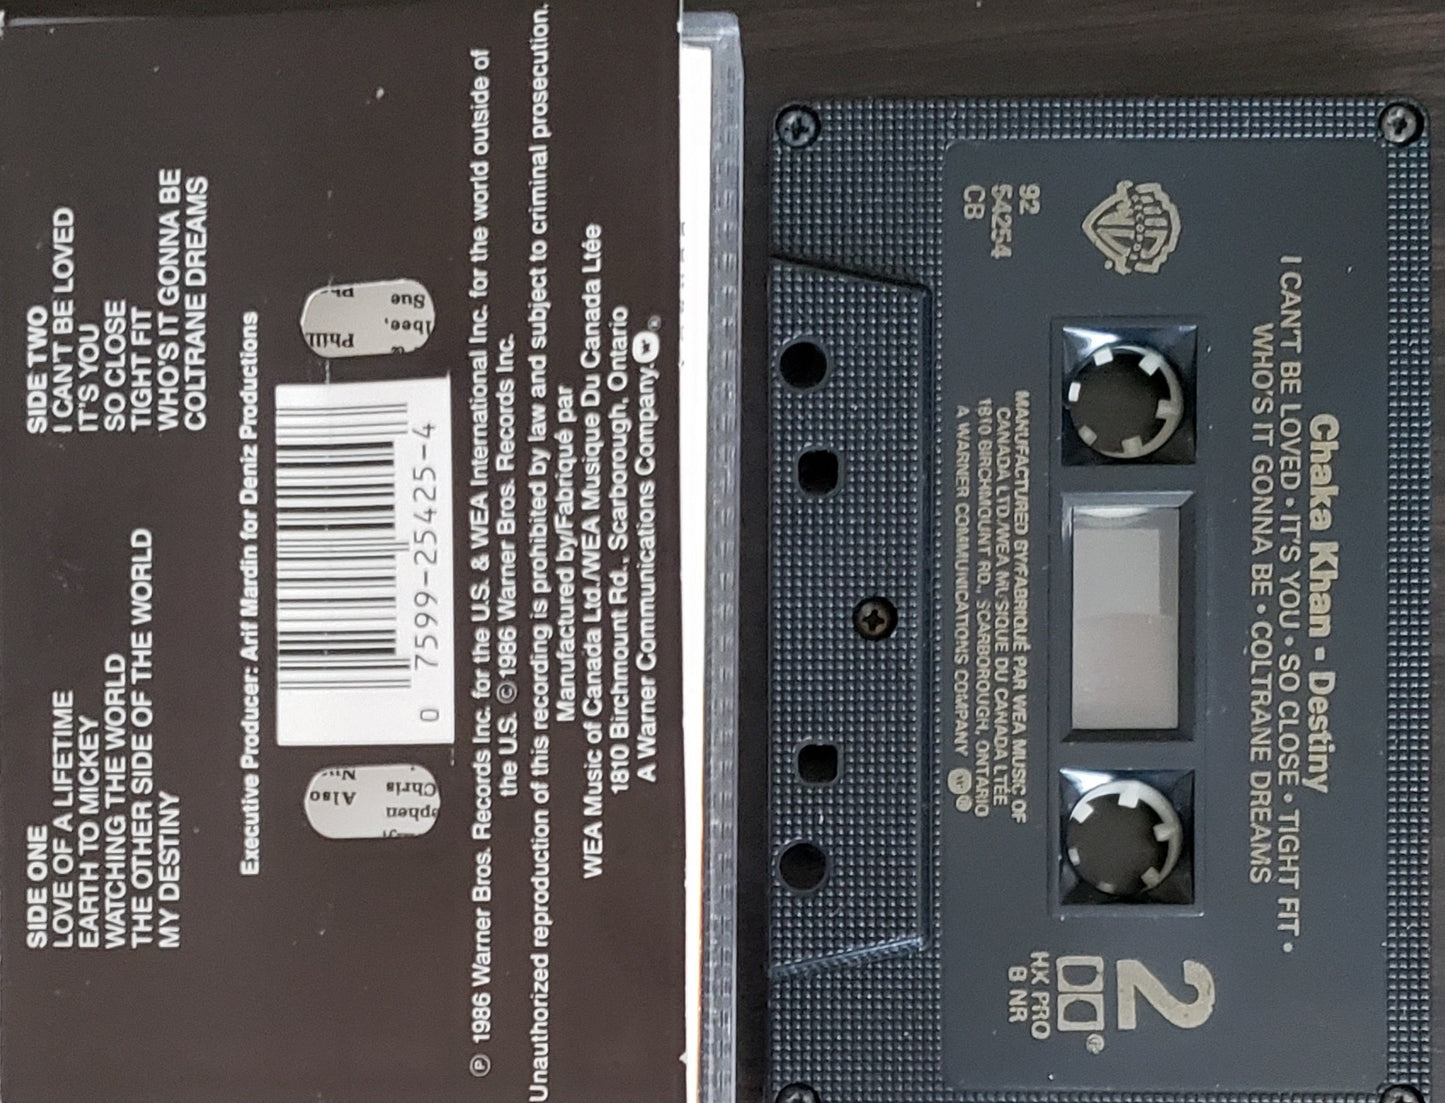 SIDE ONE
LOVE OF A LIFETIME
EARTH TO MICKEY
WATCHING THE WORLD
THE OTHER SIDE OF THE WORLD
MY DESTINY
SIDE TWO
I CAN'T BE LOVED
IT'S YOU
SO CLOSE
TIGHT FIT
WHO'S IT GONNA BE
COLTRANE DREAMS
Executive Producer: Arif Mardin for Deniz Productions
Also
Chris
ophen
0 7599-25425-4
Phill
lbee,
Sue
℗ 1986 Warner Bros. Records Inc. for the U.S. & WEA International Inc. for the world outside of
the U.S. © 1986 Warner Bros. Records Inc.
Unauthorized reproduction of this recording is prohibited by law and subject to criminal prosecution.
Manufactured by/Fabriqué par
WEA Music of Canada Ltd./WEA Musique Du Canada Ltée
1810 Birchmount Rd., Scarborough, Ontario
A Warner Communications Company. ®
Chaka Khan - Destiny
I CAN'T BE LOVED • IT'S YOU • SO CLOSE • TIGHT FIT •
WHO'S IT GONNA BE • COLTRANE DREAMS
RECORDS
2
®
HX PRO
B NR
92
54254
CB
MANUFACTURED BY/FABRIQUÉ PAR WEA MUSIC OF
CANADA LTD./WEA MUSIQUE DU CANADA LTÉE
1810 BIRCHMOUNT RD., SCARBOROUGH, ONTARIO
A WARNER COMMUNICATIONS COMPANY ®